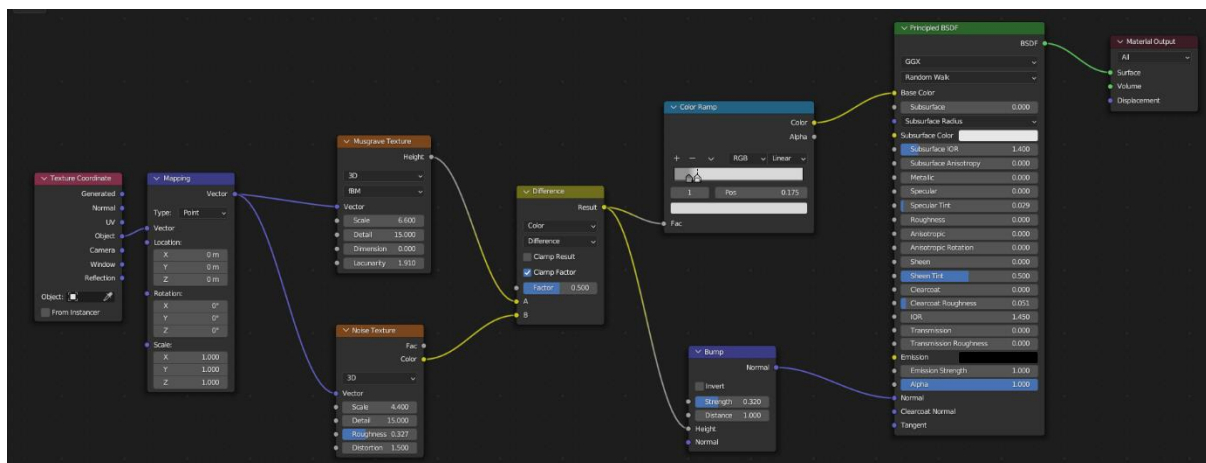 Texture Coordinate
Generated
Normal
UV
Object
Camera
Window
Reflection
Object:
From Instancer
Mapping
Vector
Type: Point
Vector
Location:
X 0 m
Y 0 m
Z 0 m
Rotation:
X 0°
Y 0°
Z 0°
Scale:
X 1.000
Y 1.000
Z 1.000
Musgrave Texture
Height
3D
fBM
Vector
Scale 6.600
Detail 15.000
Dimension 0.000
Lacunarity 1.910
Noise Texture
Fac
Color
3D
Vector
Scale 4.400
Detail 15.000
Roughness 0.327
Distortion 1.500
Difference
Result
Color
Difference
Clamp Result
Clamp Factor
Factor 0.500
A
B
Color Ramp
Color
Alpha
+ − RGB Linear
1 Pos 0.175
Fac
Bump
Normal
Invert
Strength 0.320
Distance 1.000
Height
Normal
Principled BSDF
BSDF
GGX
Random Walk
Base Color
Subsurface 0.000
Subsurface Radius
Subsurface Color
Subsurface IOR 1.400
Subsurface Anisotropy 0.000
Metallic 0.000
Specular 0.000
Specular Tint 0.029
Roughness 0.000
Anisotropic 0.000
Anisotropic Rotation 0.000
Sheen 0.000
Sheen Tint 0.500
Clearcoat 0.000
Clearcoat Roughness 0.051
IOR 1.450
Transmission 0.000
Transmission Roughness 0.000
Emission
Emission Strength 1.000
Alpha 1.000
Normal
Clearcoat Normal
Tangent
Material Output
All
Surface
Volume
Displacement